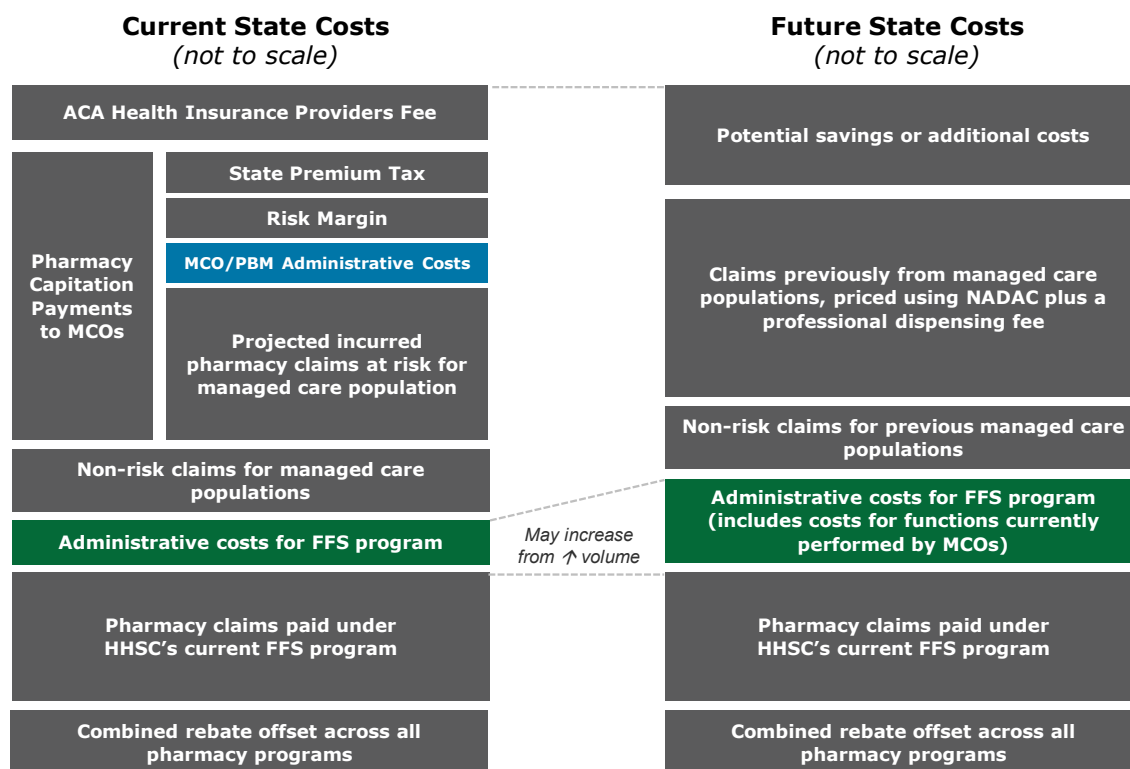 Current State Costs
(not to scale)
ACA Health Insurance Providers Fee
Pharmacy
Capitation
Payments
to MCOs
State Premium Tax
Risk Margin
MCO/PBM Administrative Costs
Projected incurred
pharmacy claims at risk for
managed care population
Non-risk claims for managed care
populations
Administrative costs for FFS program
Pharmacy claims paid under
HHSC’s current FFS program
Combined rebate offset across all
pharmacy programs
May increase
from ↑ volume
Future State Costs
(not to scale)
Potential savings or additional costs
Claims previously from managed care
populations, priced using NADAC plus a
professional dispensing fee
Non-risk claims for previous managed care
populations
Administrative costs for FFS program
(includes costs for functions currently
performed by MCOs)
Pharmacy claims paid under
HHSC’s current FFS program
Combined rebate offset across all
pharmacy programs